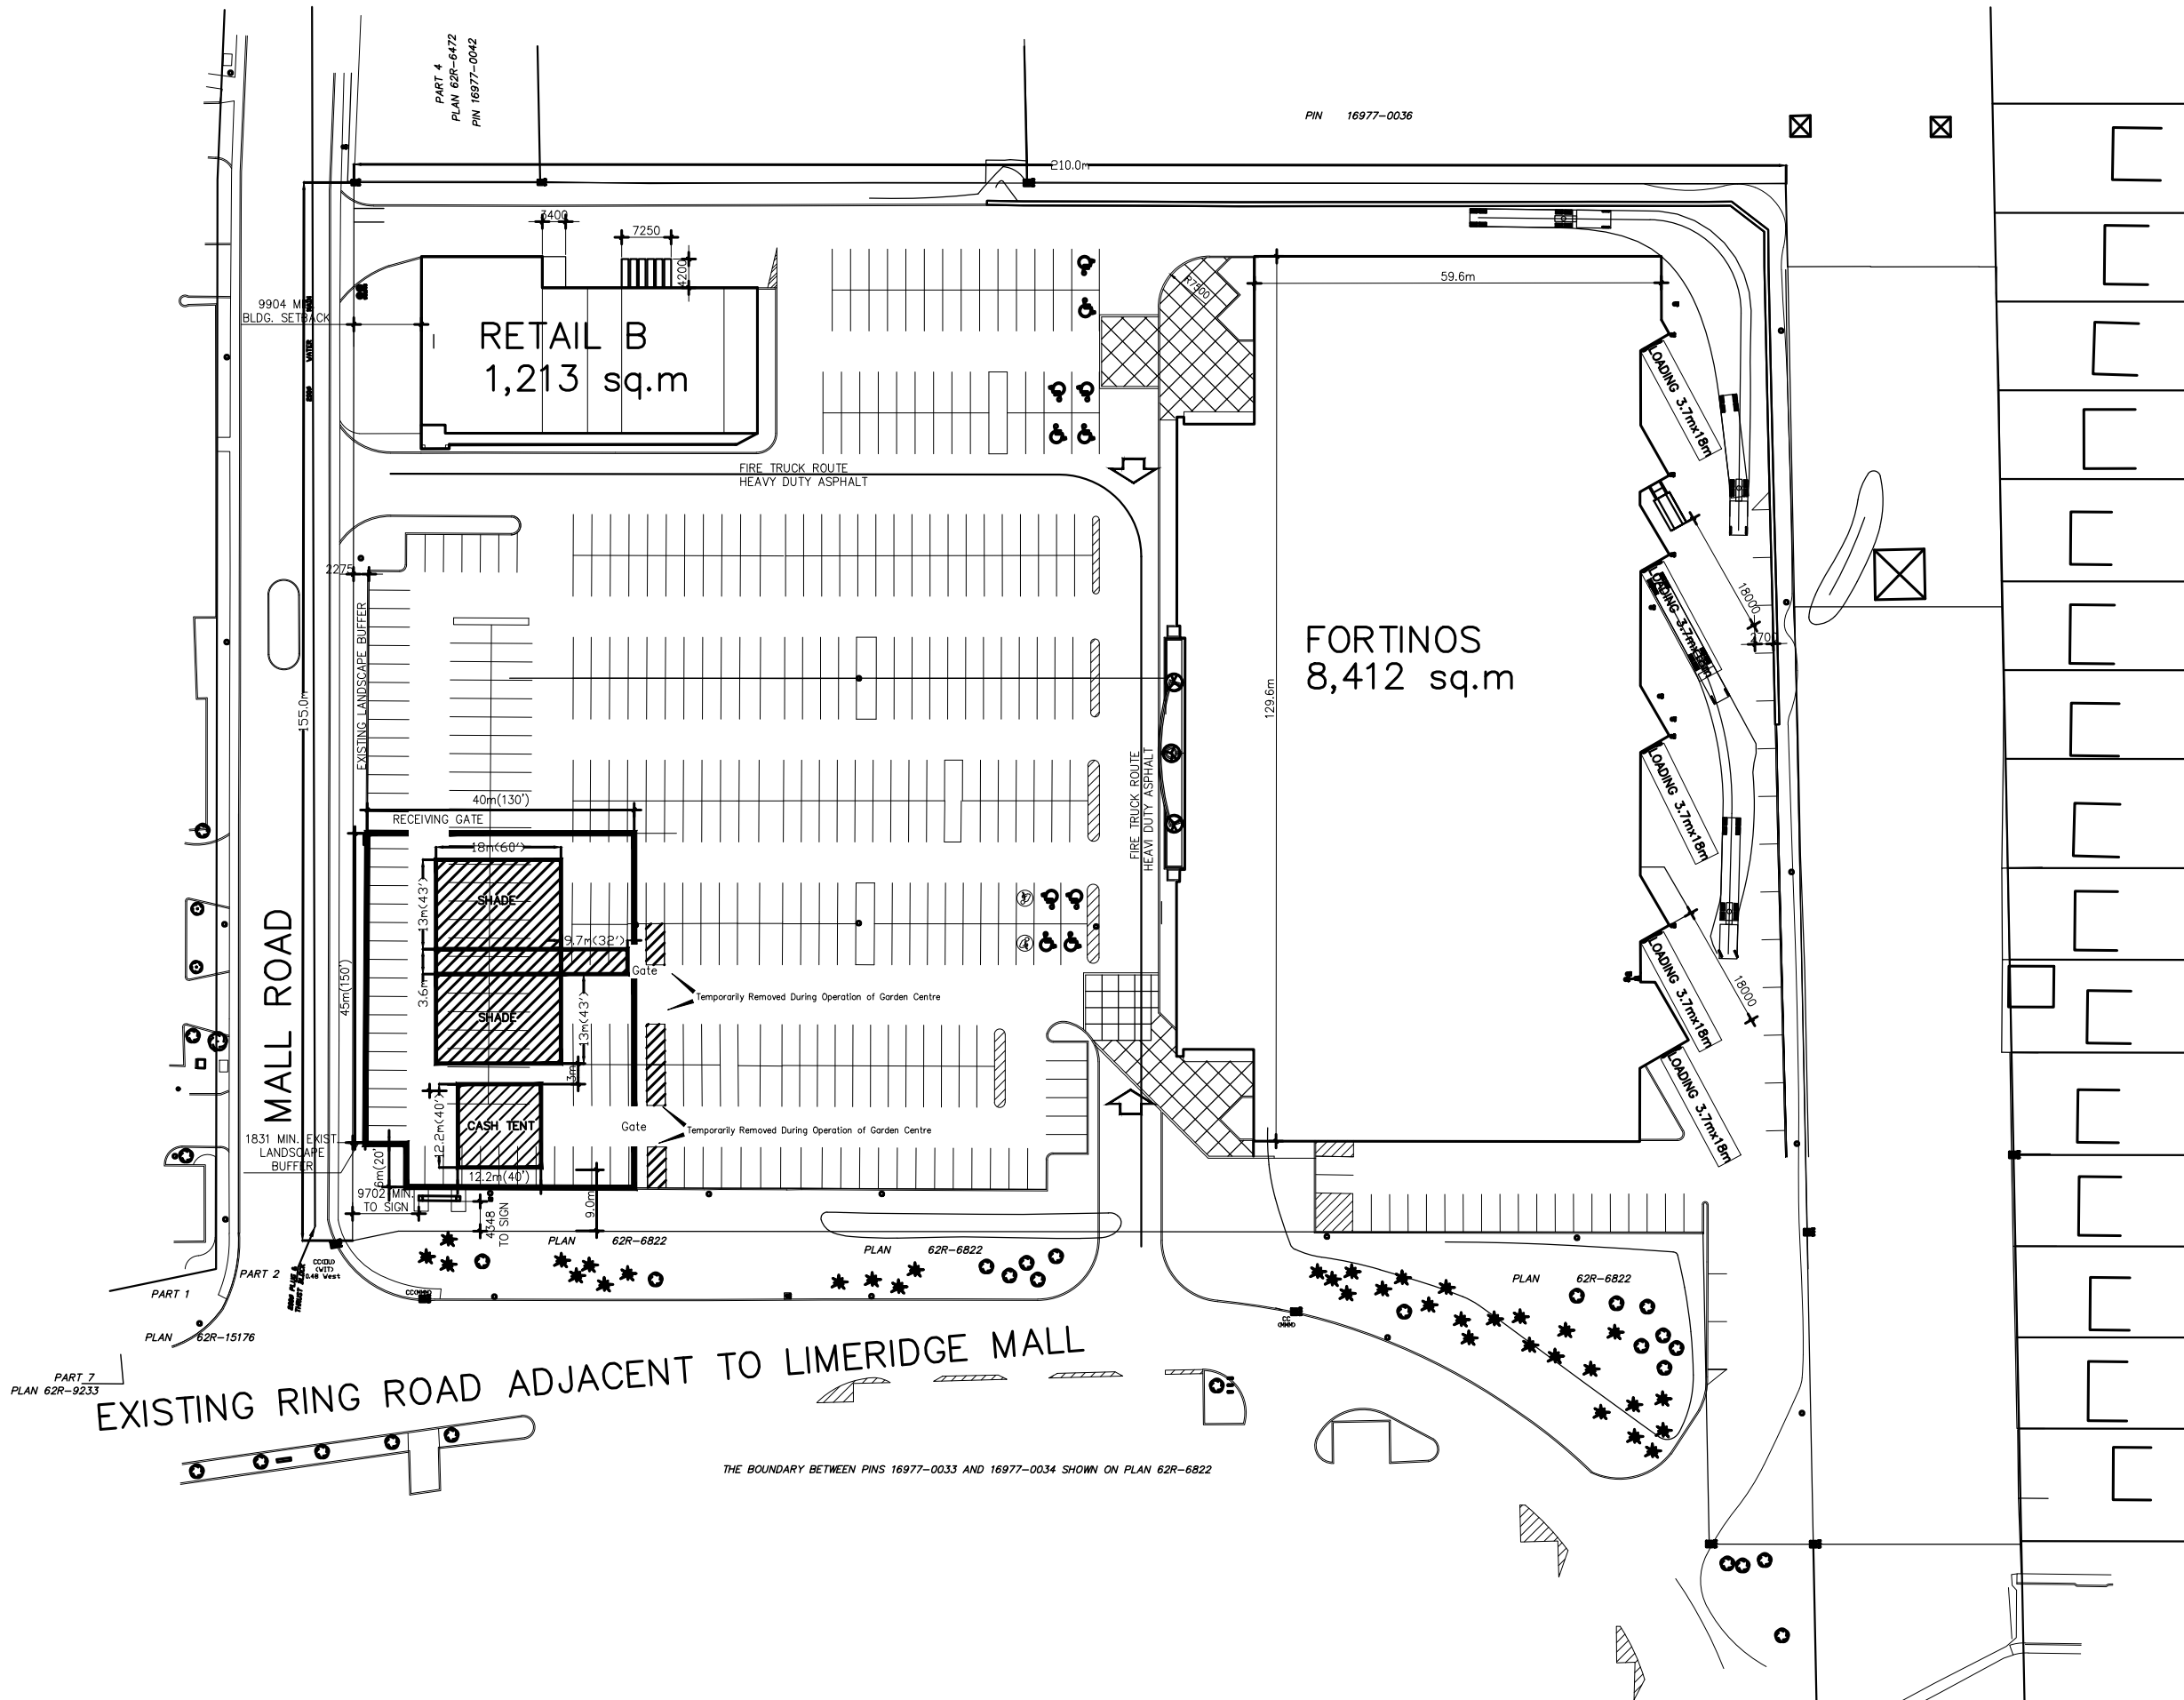 PART 4
PLAN 62R-6472
PIN 16977-0042
PIN 16977-0036
210.0m
3400
7250
4200
R7500
59.6m
9904 MIN.
BLDG. SETBACK
WATER
RETAIL B
1,213 sq.m
LOADING 3.7mx18m
FIRE TRUCK ROUTE
HEAVY DUTY ASPHALT
2275
EXISTING LANDSCAPE BUFFER
155.0m
FORTINOS
8,412 sq.m
129.6m
LOADING 3.7mx18m
18000
2700
FIRE TRUCK ROUTE
HEAVI DUTY ASPHALT
LOADING 3.7mx18m
40m(130')
RECEIVING GATE
18m(60')
13m(43')
SHADE
9.7m(32')
Gate
MALL ROAD
45m(150')
3.6m
SHADE
13m(43')
Temporarily Removed During Operation of Garden Centre
3m
LOADING 3.7mx18m
18000
LOADING 3.7mx18m
12.2m(40')
CASH TENT
Gate
Temporarily Removed During Operation of Garden Centre
1831 MIN. EXIST.
LANDSCAPE
BUFFER
6m(20'
12.2m(40')
9702 MIN.
TO SIGN
4348
TO SIGN
9.0m
PLAN 62R-6822
PLAN 62R-6822
PLAN 62R-6822
PART 2
(WIT)
0.48 West
THRUST BLOCK
PART 1
PLAN 62R-15176
PART 7
PLAN 62R-9233
EXISTING RING ROAD ADJACENT TO LIMERIDGE MALL
THE BOUNDARY BETWEEN PINS 16977-0033 AND 16977-0034 SHOWN ON PLAN 62R-6822